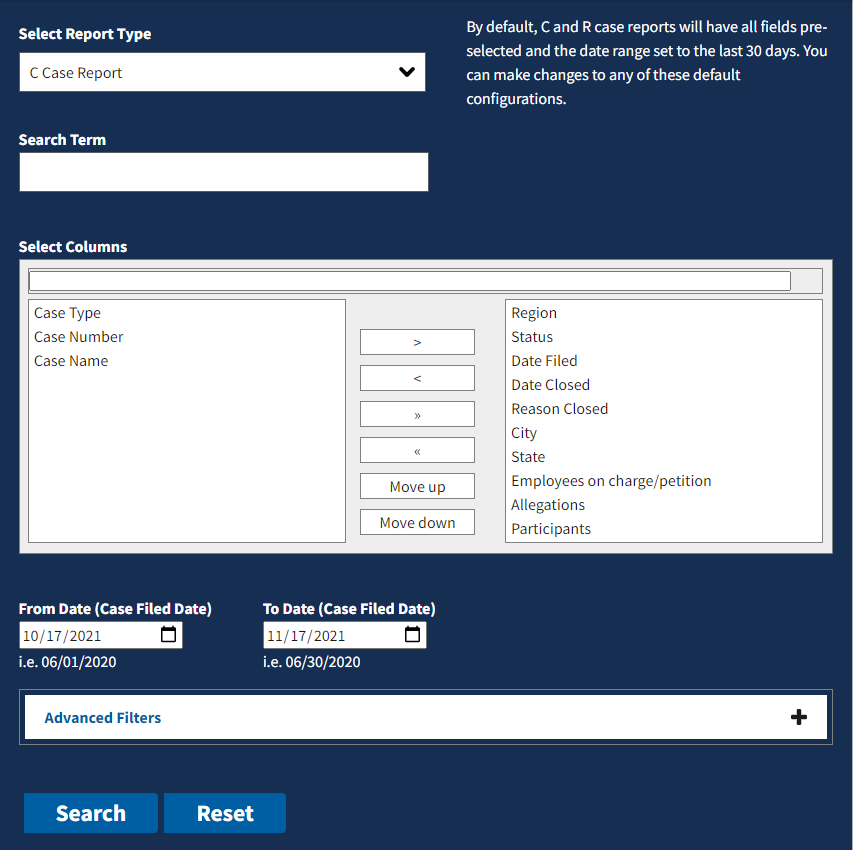 Select Report Type
C Case Report
By default, C and R case reports will have all fields pre-
selected and the date range set to the last 30 days. You
can make changes to any of these default
configurations.
Search Term
Select Columns
Case Type
Case Number
Case Name
>
<
»
«
Move up
Move down
Region
Status
Date Filed
Date Closed
Reason Closed
City
State
Employees on charge/petition
Allegations
Participants
From Date (Case Filed Date)
10/17/2021
i.e. 06/01/2020
To Date (Case Filed Date)
11/17/2021
i.e. 06/30/2020
Advanced Filters
Search
Reset